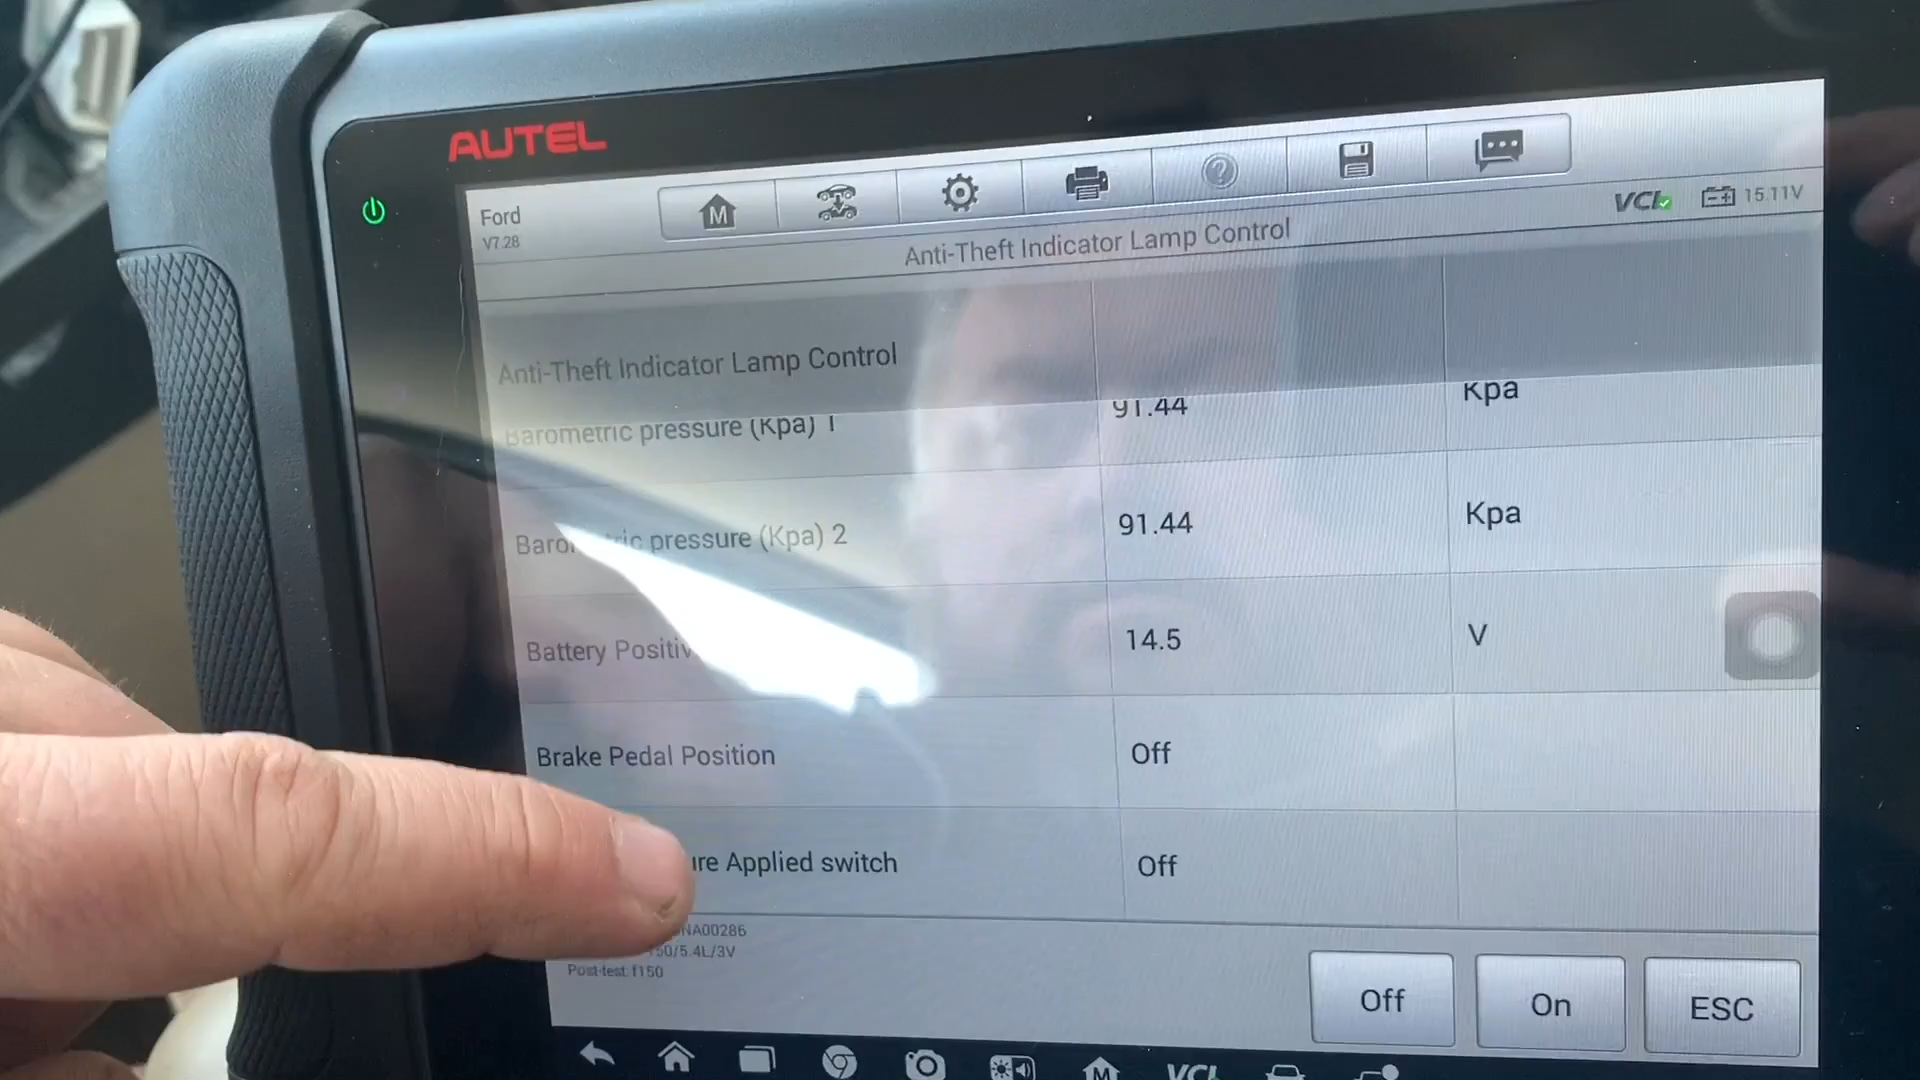 AUTEL
Ford
V7.28
M
?
VCI
15.11V
Anti-Theft Indicator Lamp Control
Anti-Theft Indicator Lamp Control
Barometric pressure (Kpa) 1 91.44 Kpa
pressure (Kpa) 2 91.44 Kpa
Battery 14.5 V
Brake Pedal Position Off
Applied switch Off
NA00286
50/5.4L/3V
Post-test: f150
Off On ESC
M VCI